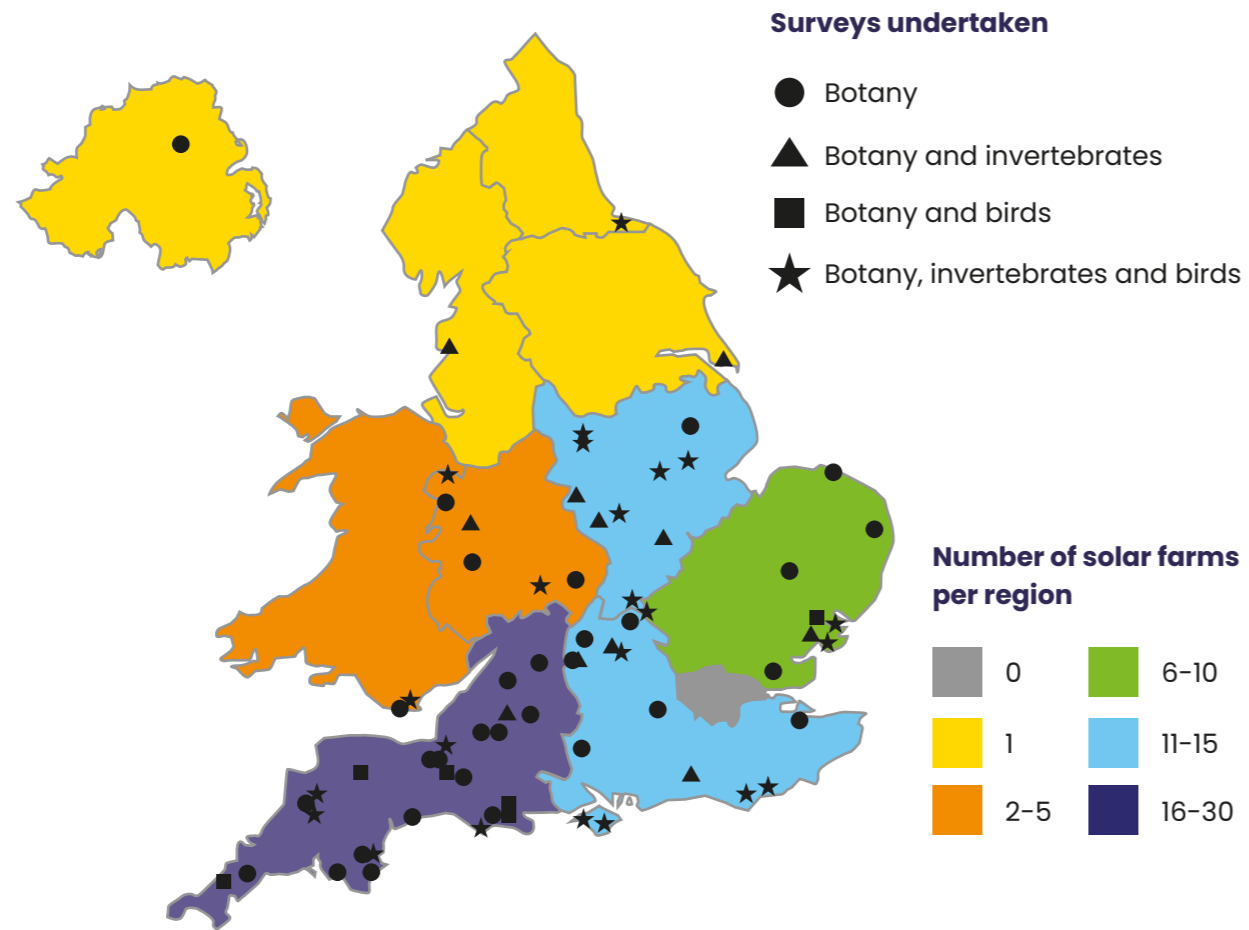 Surveys undertaken
Botany
Botany and invertebrates
Botany and birds
Botany, invertebrates and birds
Number of solar farms
per region
0
6–10
1
11–15
2–5
16–30